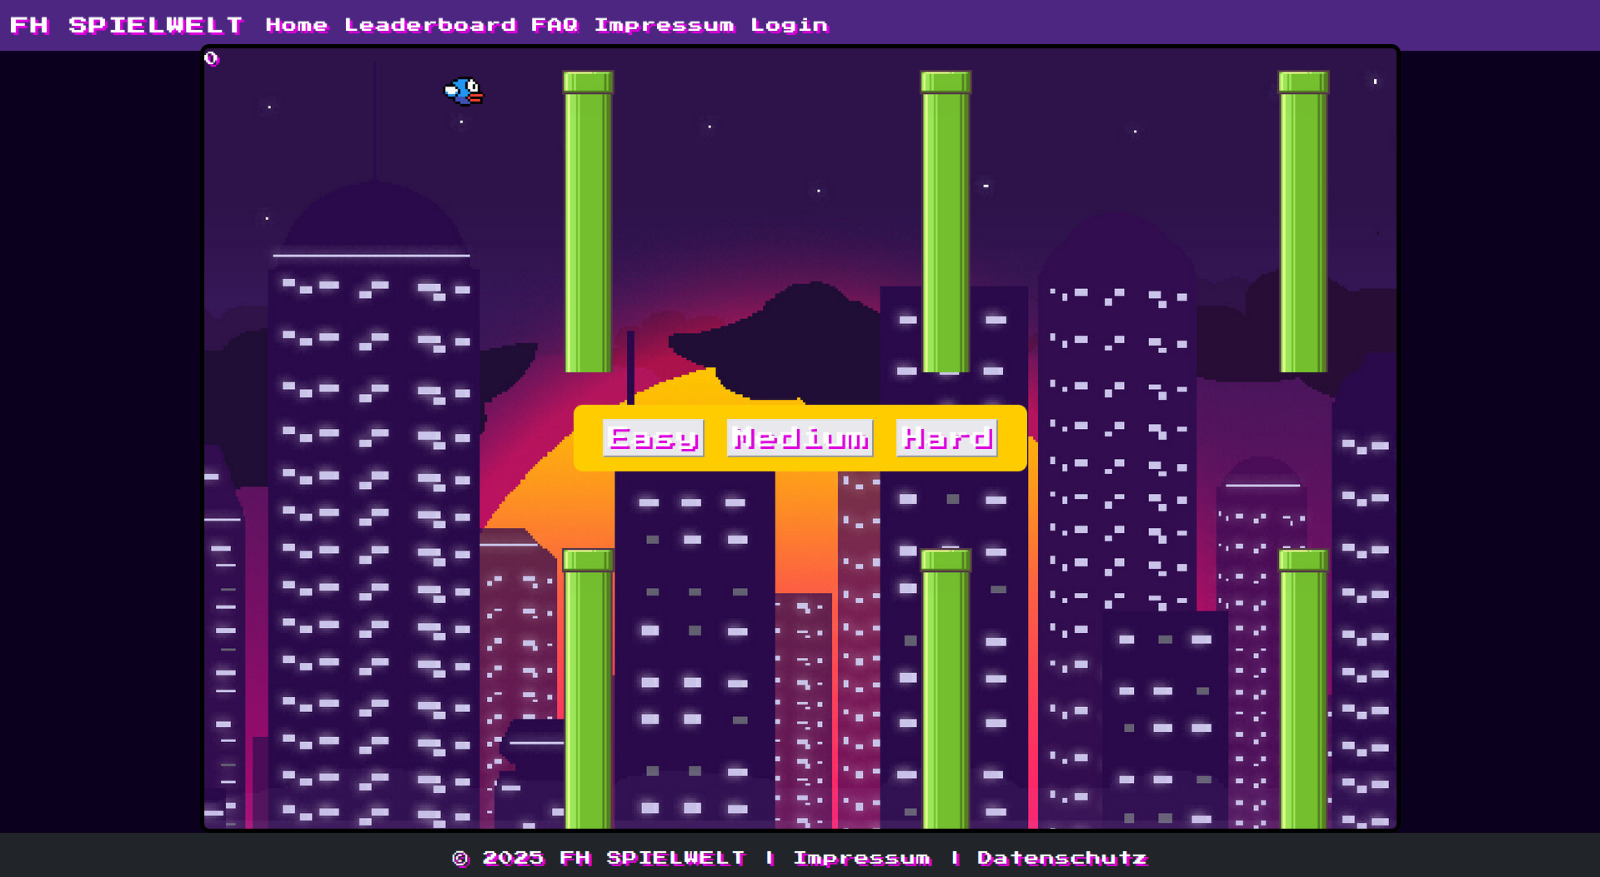 FH SPIELWELT Home Leaderboard FAQ Impressum Login
0
Easy Medium Hard
© 2025 FH SPIELWELT | Impressum | Datenschutz